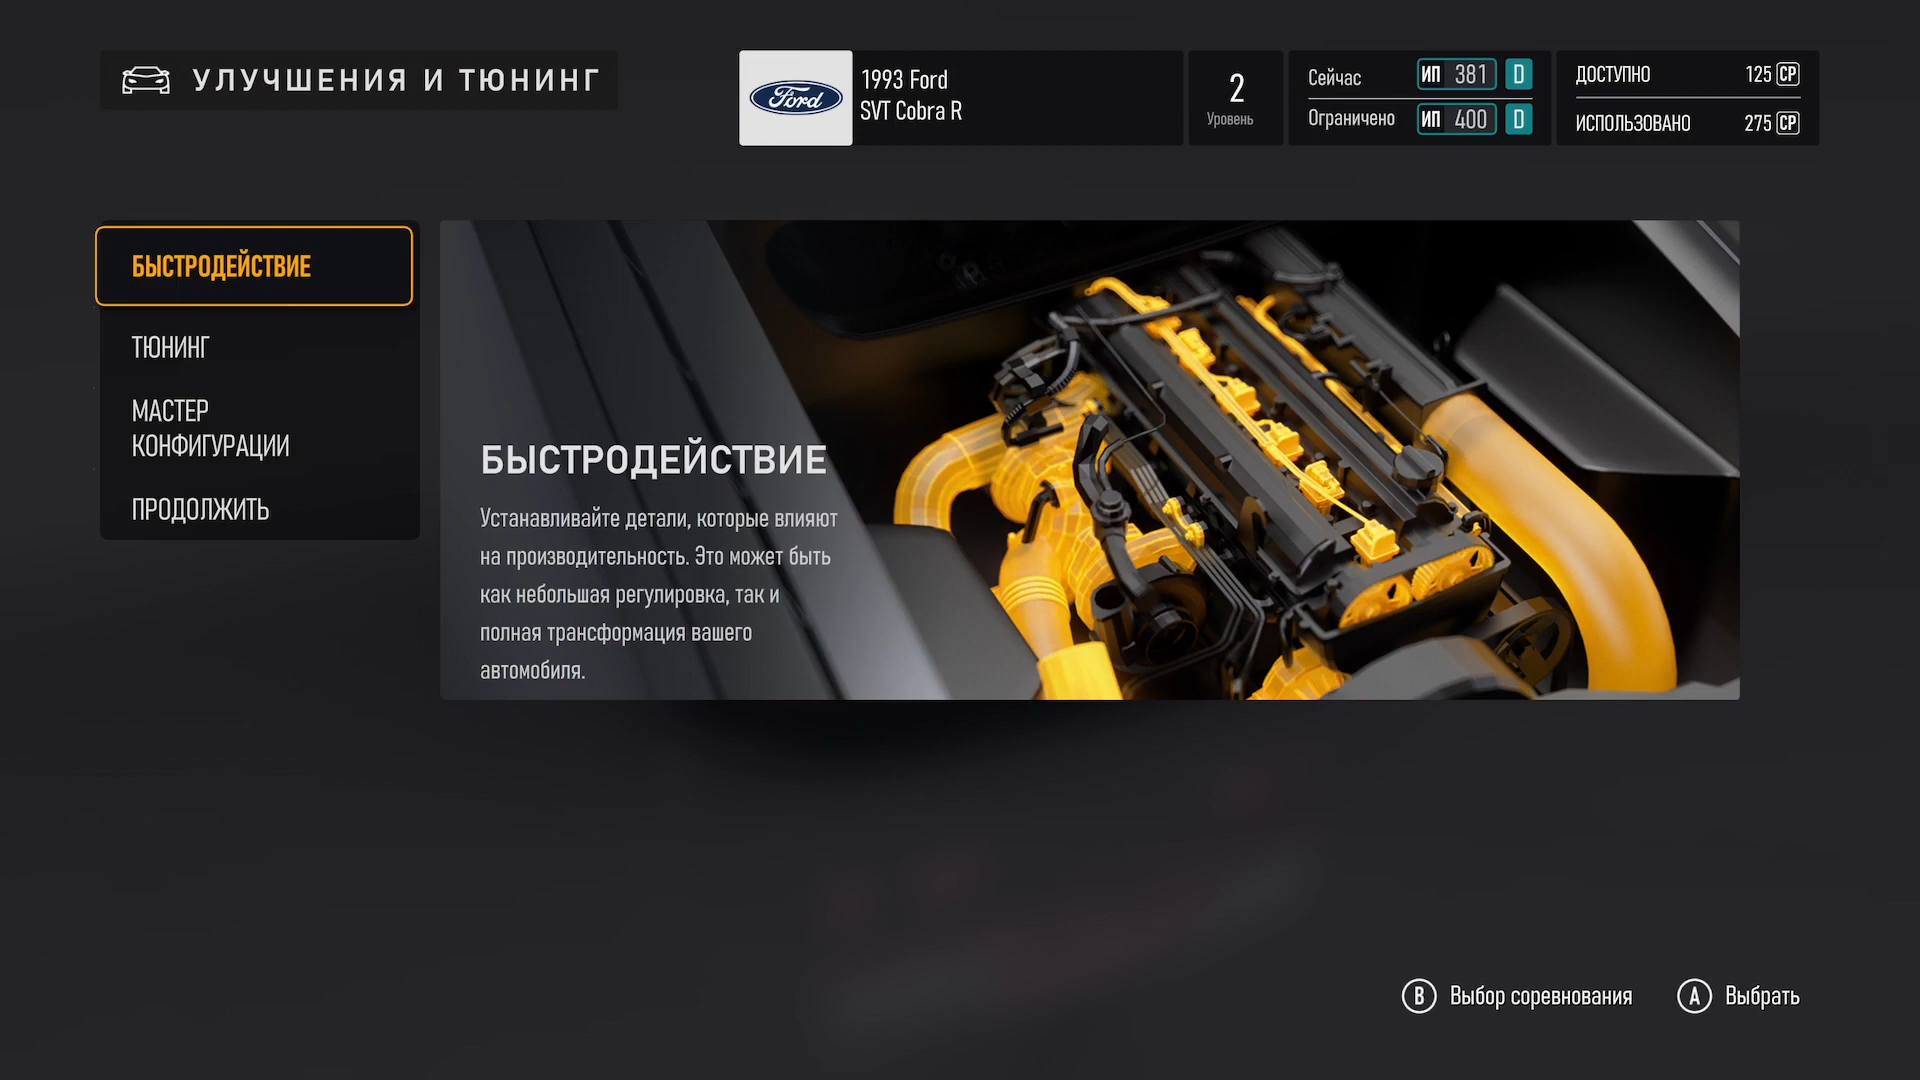 УЛУЧШЕНИЯ И ТЮНИНГ
Ford
1993 Ford
SVT Cobra R
2
Уровень
Сейчас ИП 381 D
Ограничено ИП 400 D
ДОСТУПНО 125 CP
ИСПОЛЬЗОВАНО 275 CP
БЫСТРОДЕЙСТВИЕ
ТЮНИНГ
МАСТЕР
КОНФИГУРАЦИИ
ПРОДОЛЖИТЬ
БЫСТРОДЕЙСТВИЕ
Устанавливайте детали, которые влияют
на производительность. Это может быть
как небольшая регулировка, так и
полная трансформация вашего
автомобиля.
B Выбор соревнования A Выбрать